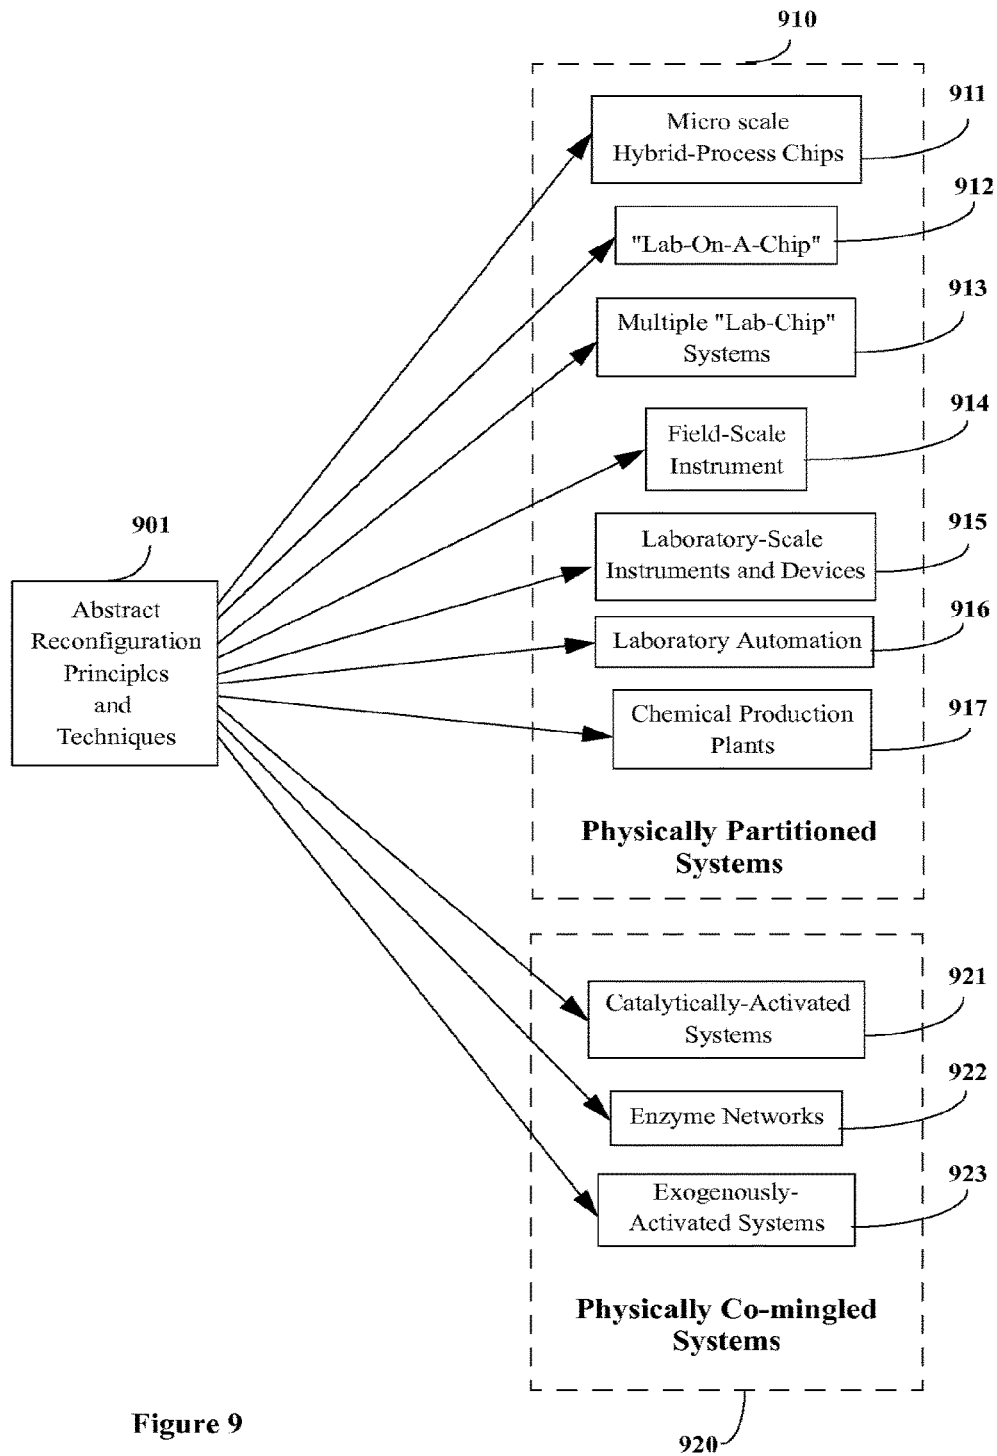 910
911
Micro scale
Hybrid-Process Chips
912
"Lab-On-A-Chip"
913
Multiple "Lab-Chip"
Systems
914
Field-Scale
Instrument
901
Abstract
Reconfiguration
Principles
and
Techniques
915
Laboratory-Scale
Instruments and Devices
916
Laboratory Automation
917
Chemical Production
Plants
Physically Partitioned
Systems
921
Catalytically-Activated
Systems
922
Enzyme Networks
923
Exogenously-
Activated Systems
Physically Co-mingled
Systems
920
Figure 9